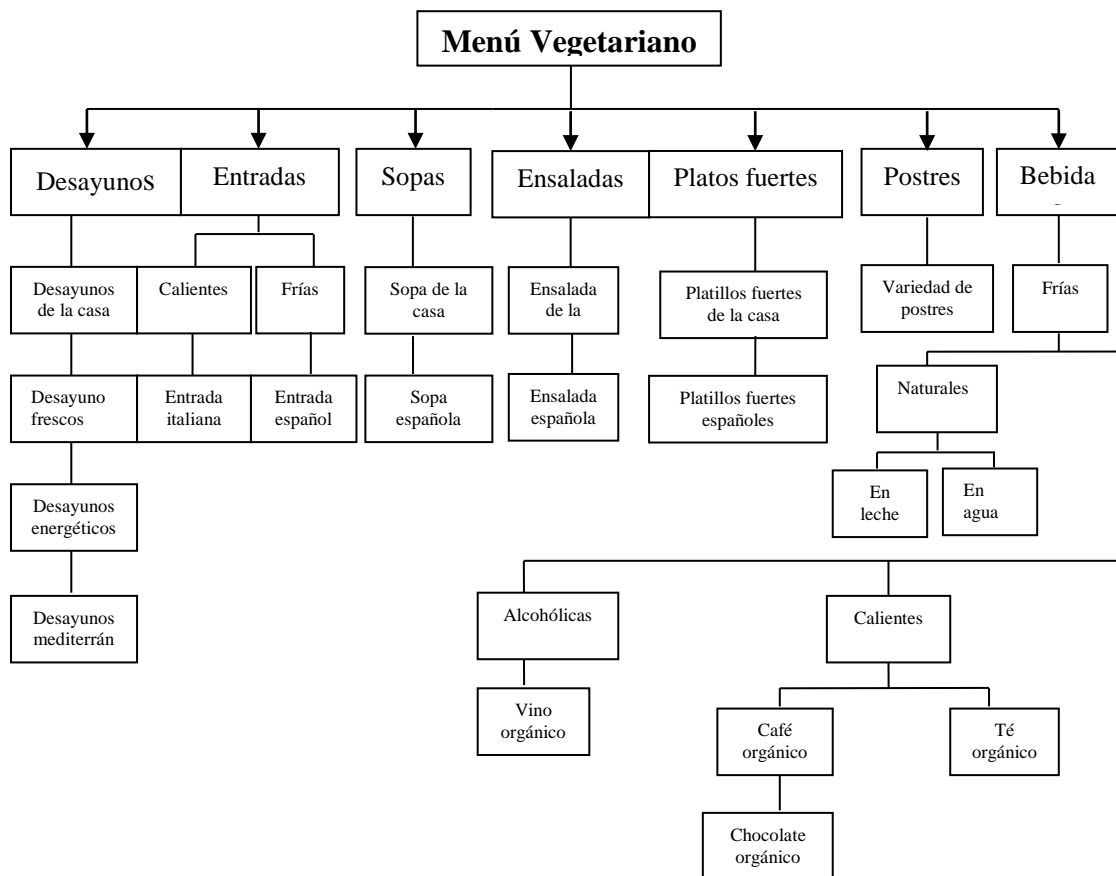 Menú Vegetariano
Desayunos
Entradas
Sopas
Ensaladas
Platos fuertes
Postres
Bebida
Desayunos
de la casa
Calientes
Frías
Sopa de la
casa
Ensalada
de la
Platillos fuertes
de la casa
Variedad de
postres
Frías
Desayuno
frescos
Entrada
italiana
Entrada
español
Sopa
española
Ensalada
española
Platillos fuertes
españoles
Naturales
En
leche
En
agua
Desayunos
energéticos
Desayunos
mediterrán
Alcohólicas
Calientes
Vino
orgánico
Café
orgánico
Té
orgánico
Chocolate
orgánico